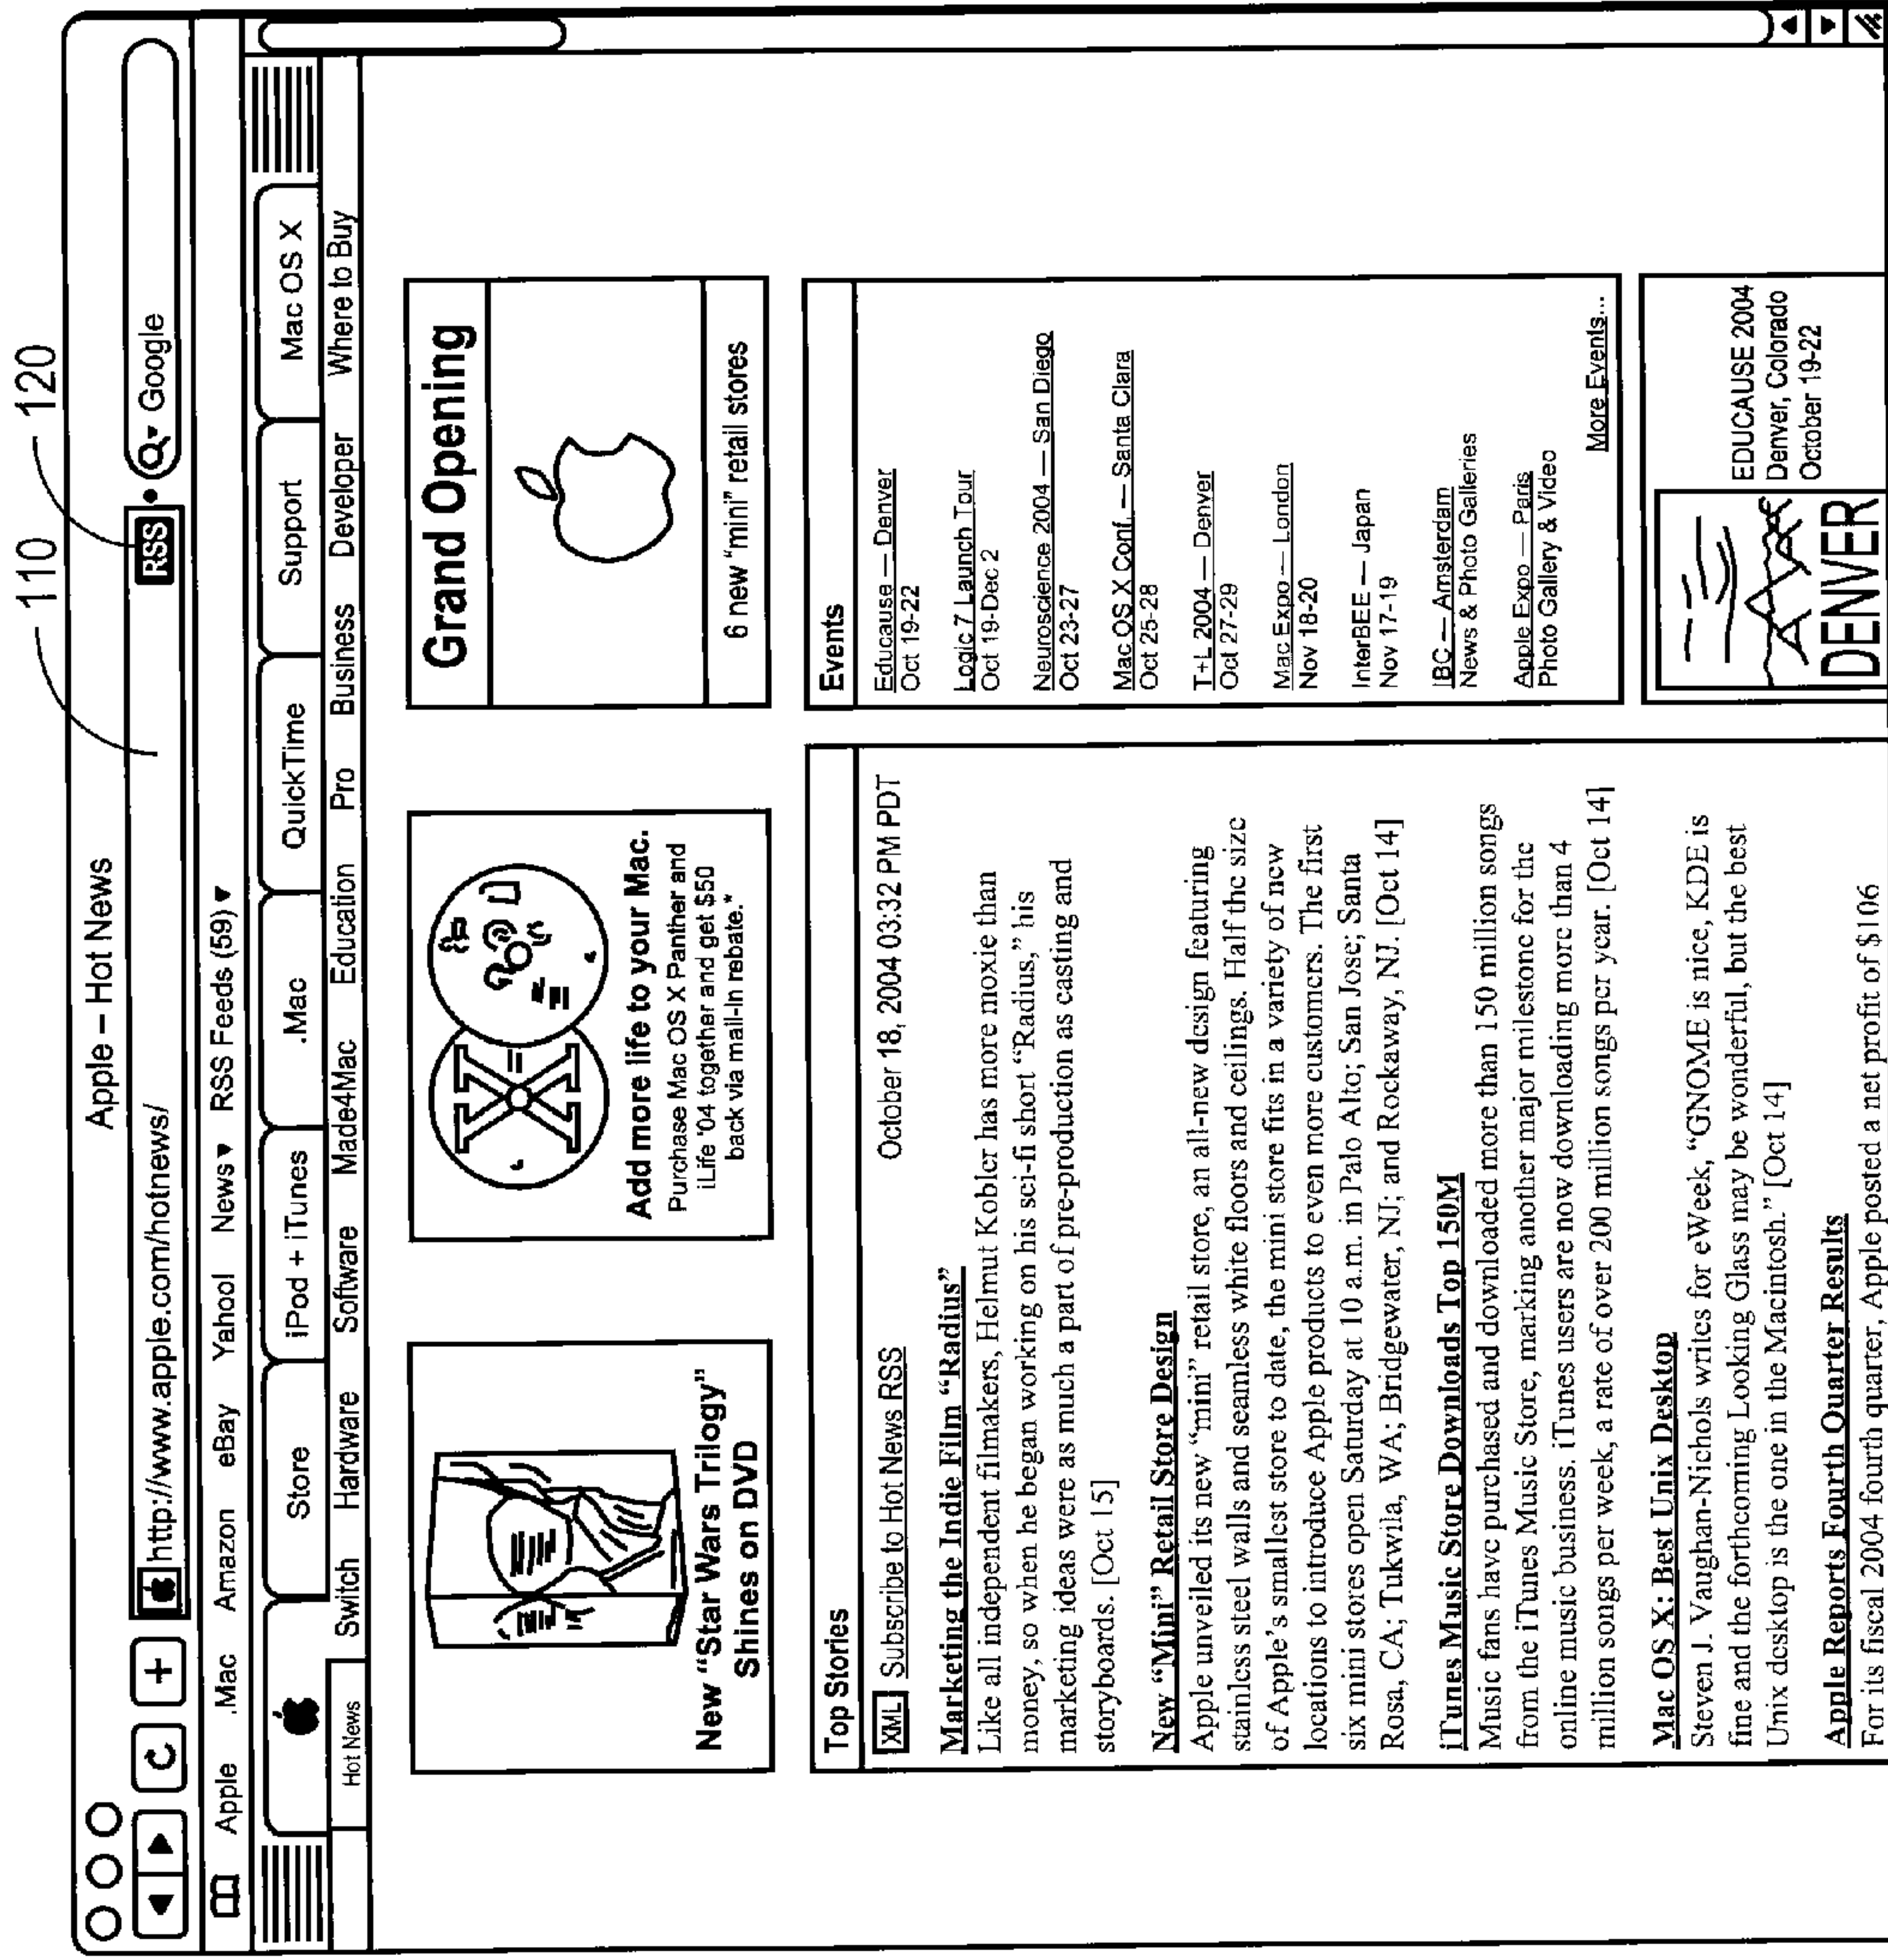 110
120
Apple – Hot News
http://www.apple.com/hotnews/
RSS
Google
Apple .Mac Amazon eBay Yahool News RSS Feeds (59)
Store
iPod + iTunes
.Mac
QuickTime
Support
Mac OS X
Hot News
Switch Hardware Software Made4Mac Education Pro Business Developer Where to Buy
New “Star Wars Trilogy”
Shines on DVD
X
Add more life to your Mac.
Purchase Mac OS X Panther and
iLife '04 together and get $50
back via mail-In rebate.*
Grand Opening
6 new “mini” retail stores
Top Stories
XML Subscribe to Hot News RSS
October 18, 2004 03:32 PM PDT
Marketing the Indie Film “Radius”
Like all independent filmakers, Helmut Kobler has more moxie than
money, so when he began working on his sci-fi short “Radius,” his
marketing ideas were as much a part of pre-production as casting and
storyboards. [Oct 15]
New “Mini” Retail Store Design
Apple unveiled its new “mini” retail store, an all-new design featuring
stainless steel walls and seamless white floors and ceilings. Half the size
of Apple’s smallest store to date, the mini store fits in a variety of new
locations to introduce Apple products to even more customers. The first
six mini stores open Saturday at 10 a.m. in Palo Alto; San Jose; Santa
Rosa, CA; Tukwila, WA; Bridgewater, NJ; and Rockaway, NJ. [Oct 14]
iTunes Music Store Downloads Top 150M
Music fans have purchased and downloaded more than 150 million songs
from the iTunes Music Store, marking another major milestone for the
online music business. iTunes users are now downloading more than 4
million songs per week, a rate of over 200 million songs per year. [Oct 14]
Mac OS X: Best Unix Desktop
Steven J. Vaughan-Nichols writes for eWeek, “GNOME is nice, KDE is
fine and the forthcoming Looking Glass may be wonderful, but the best
Unix desktop is the one in the Macintosh.” [Oct 14]
Apple Reports Fourth Quarter Results
For its fiscal 2004 fourth quarter, Apple posted a net profit of $106
Events
Educause — Denver
Oct 19-22
Logic 7 Launch Tour
Oct 19-Dec 2
Neuroscience 2004 — San Diego
Oct 23-27
Mac OS X Conf. — Santa Clara
Oct 25-28
T+L 2004 — Denver
Oct 27-29
Mac Expo — London
Nov 18-20
InterBEE — Japan
Nov 17-19
IBC — Amsterdam
News & Photo Galleries
Apple Expo — Paris
Photo Gallery & Video
More Events...
DENVER
EDUCAUSE 2004
Denver, Colorado
October 19-22